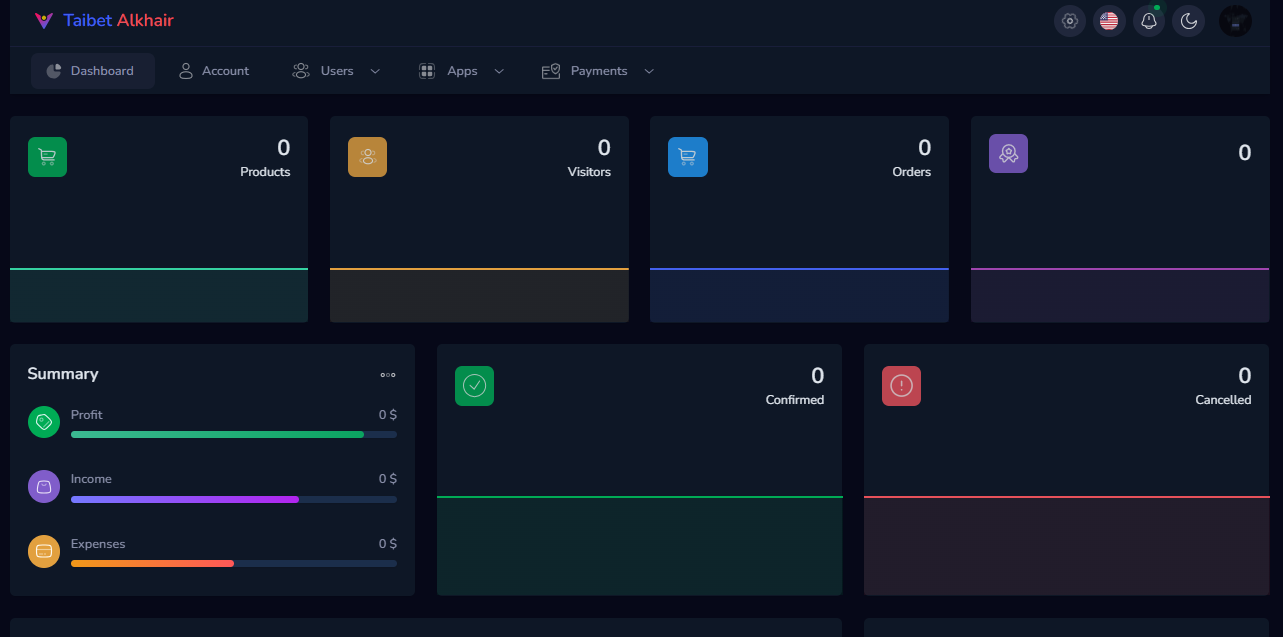 Taibet Alkhair
Dashboard Account Users Apps Payments
0
Products
0
Visitors
0
Orders
0
Summary
Profit 0 $
Income 0 $
Expenses 0 $
0
Confirmed
0
Cancelled